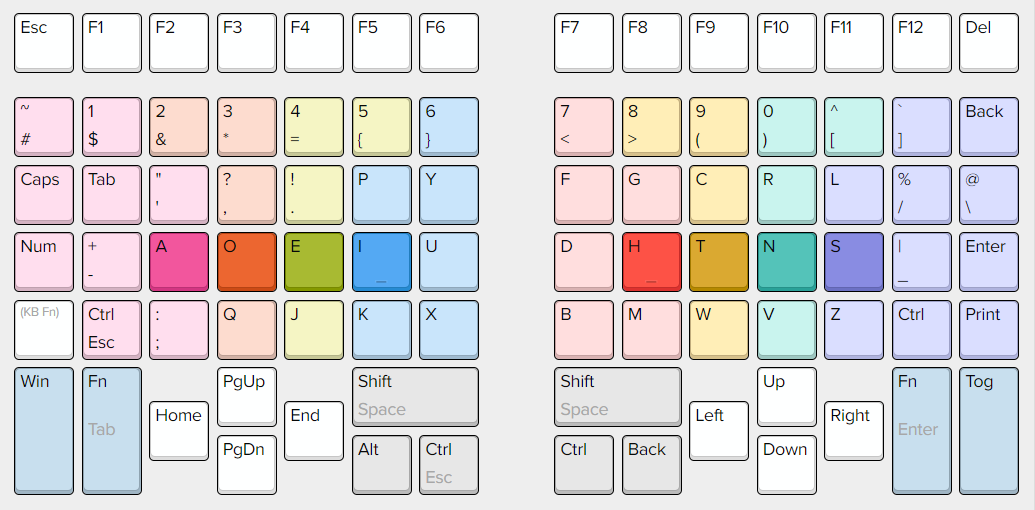 Esc F1 F2 F3 F4 F5 F6 F7 F8 F9 F10 F11 F12 Del
~ 1 2 3 4 5 6 7 8 9 0 ^ ` Back
# $ & * = { } < > ( ) [ ]
Caps Tab " ? ! P Y F G C R L % @
' , . / \
Num + A O E I U D H T N S | Enter
- _ _ _
(KB Fn) Ctrl : Q J K X B M W V Z Ctrl Print
Esc ;
Win Fn PgUp Shift Shift Up Fn Tog
Space Space
Home End Left Right
Tab Enter
PgDn Alt Ctrl Ctrl Back Down
Esc